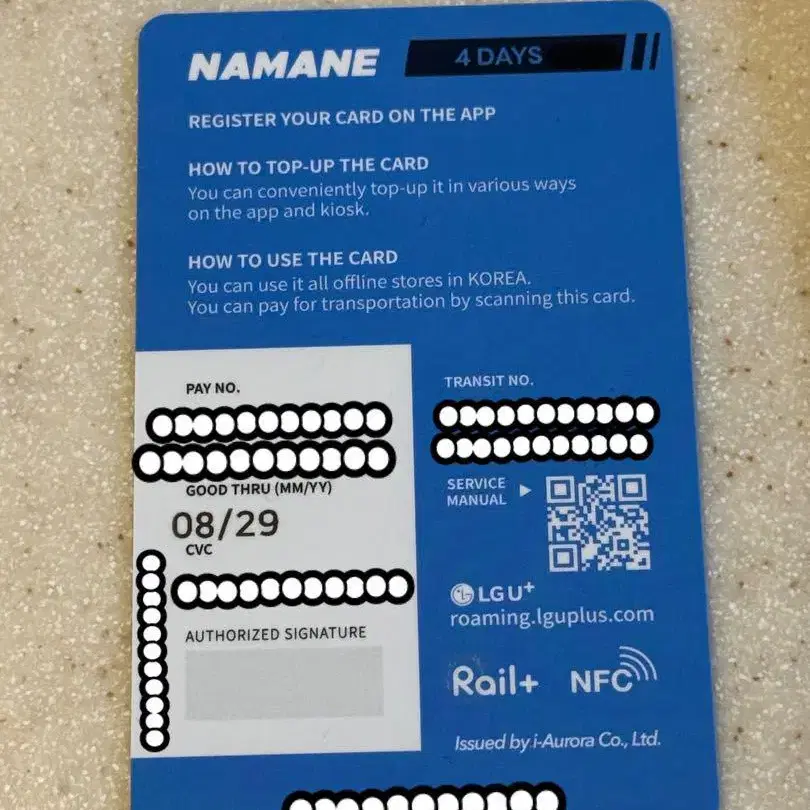 NAMANE
4 DAYS
REGISTER YOUR CARD ON THE APP
HOW TO TOP-UP THE CARD
You can conveniently top-up it in various ways
on the app and kiosk.
HOW TO USE THE CARD
You can use it all offline stores in KOREA.
You can pay for transportation by scanning this card.
PAY NO.
GOOD THRU (MM/YY)
08/29
CVC
AUTHORIZED SIGNATURE
TRANSIT NO.
SERVICE
MANUAL
LG U+
roaming.lguplus.com
Rail+ NFC
Issued by i-Aurora Co., Ltd.